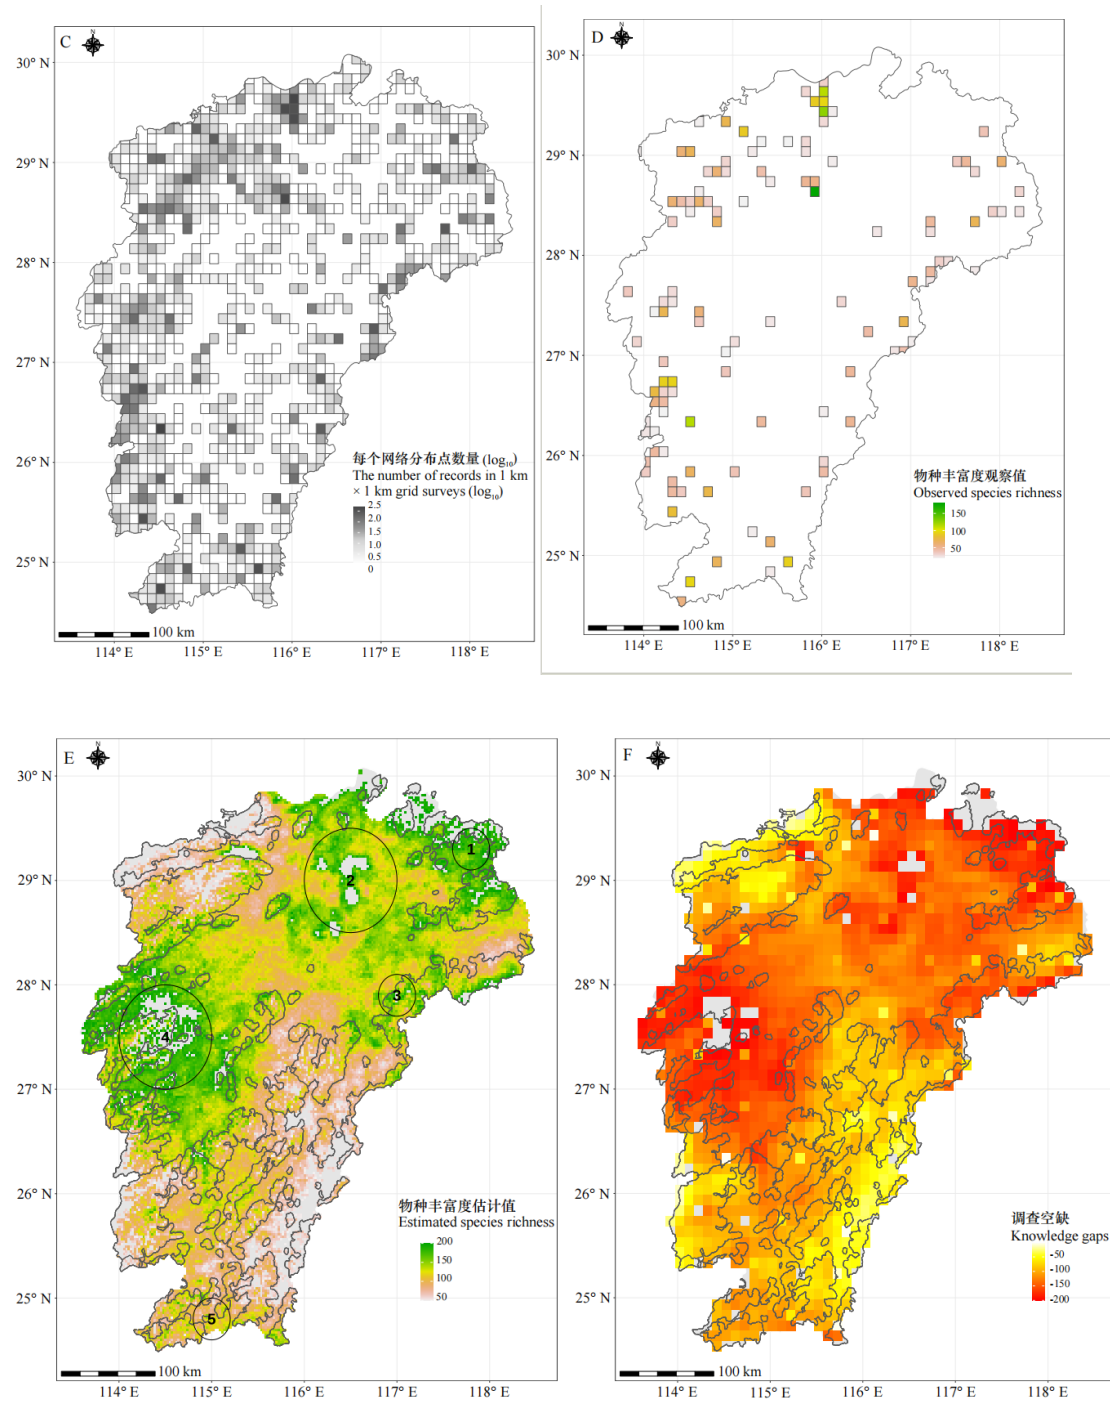 C
N
30° N
29° N
28° N
27° N
26° N
25° N
每个网络分布点数量 (log₁₀)
The number of records in 1 km
× 1 km grid surveys (log₁₀)
2.5
2.0
1.5
1.0
0.5
0
100 km
114° E
115° E
116° E
117° E
118° E
D
N
30° N
29° N
28° N
27° N
26° N
25° N
物种丰富度观察值
Observed species richness
150
100
50
100 km
114° E
115° E
116° E
117° E
118° E
E
N
30° N
29° N
28° N
27° N
26° N
25° N
1
2
3
4
5
物种丰富度估计值
Estimated species richness
200
150
100
50
100 km
114° E
115° E
116° E
117° E
118° E
F
N
30° N
29° N
28° N
27° N
26° N
25° N
调查空缺
Knowledge gaps
-50
-100
-150
-200
100 km
114° E
115° E
116° E
117° E
118° E